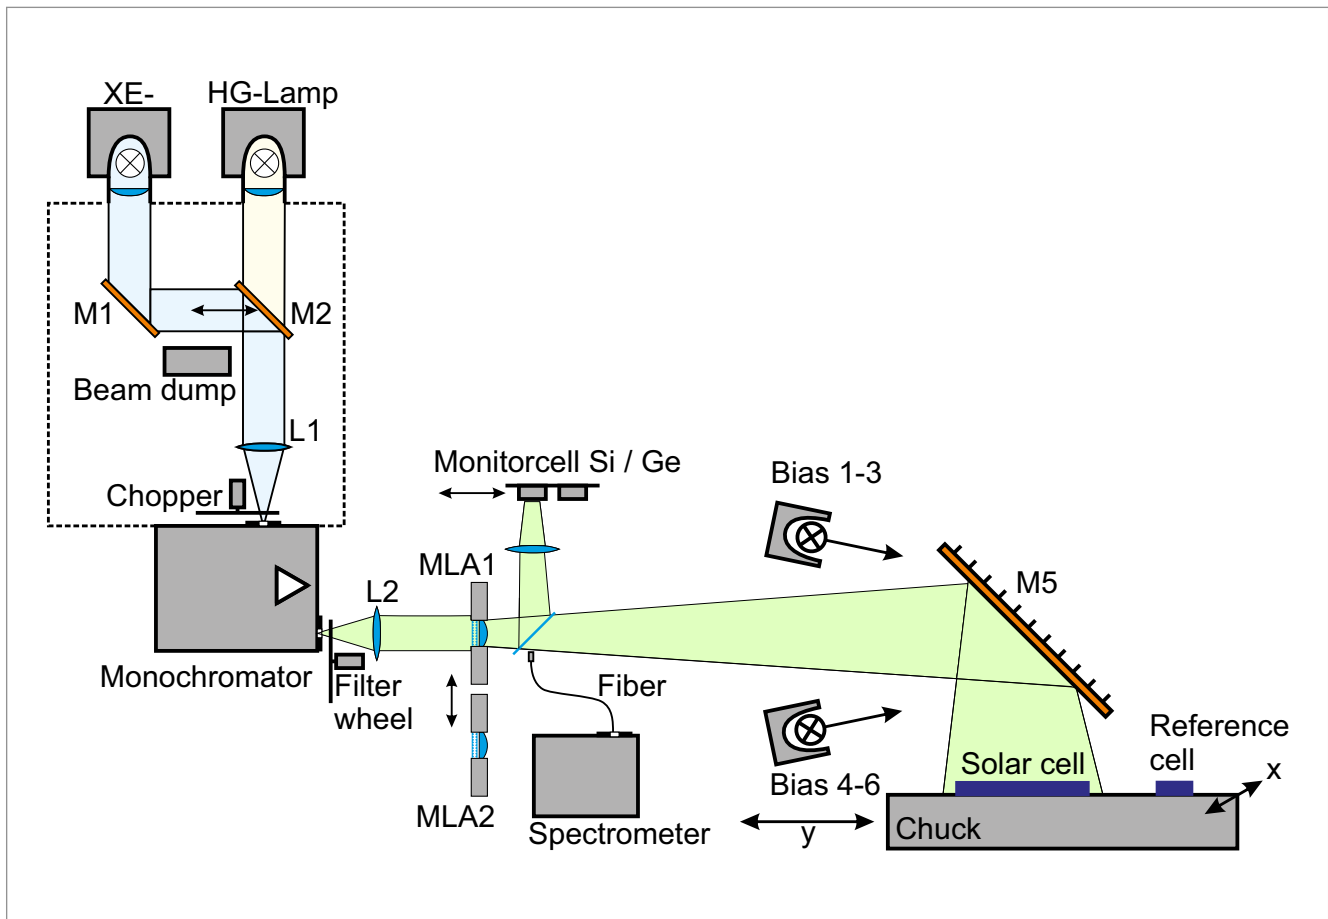 XE-
HG-Lamp
M1
M2
Beam dump
L1
Chopper
Monitorcell Si / Ge
Bias 1-3
MLA1
M5
L2
Monochromator
Filter
wheel
Fiber
Reference
cell
Solar cell
x
Bias 4-6
MLA2
Spectrometer
y
Chuck